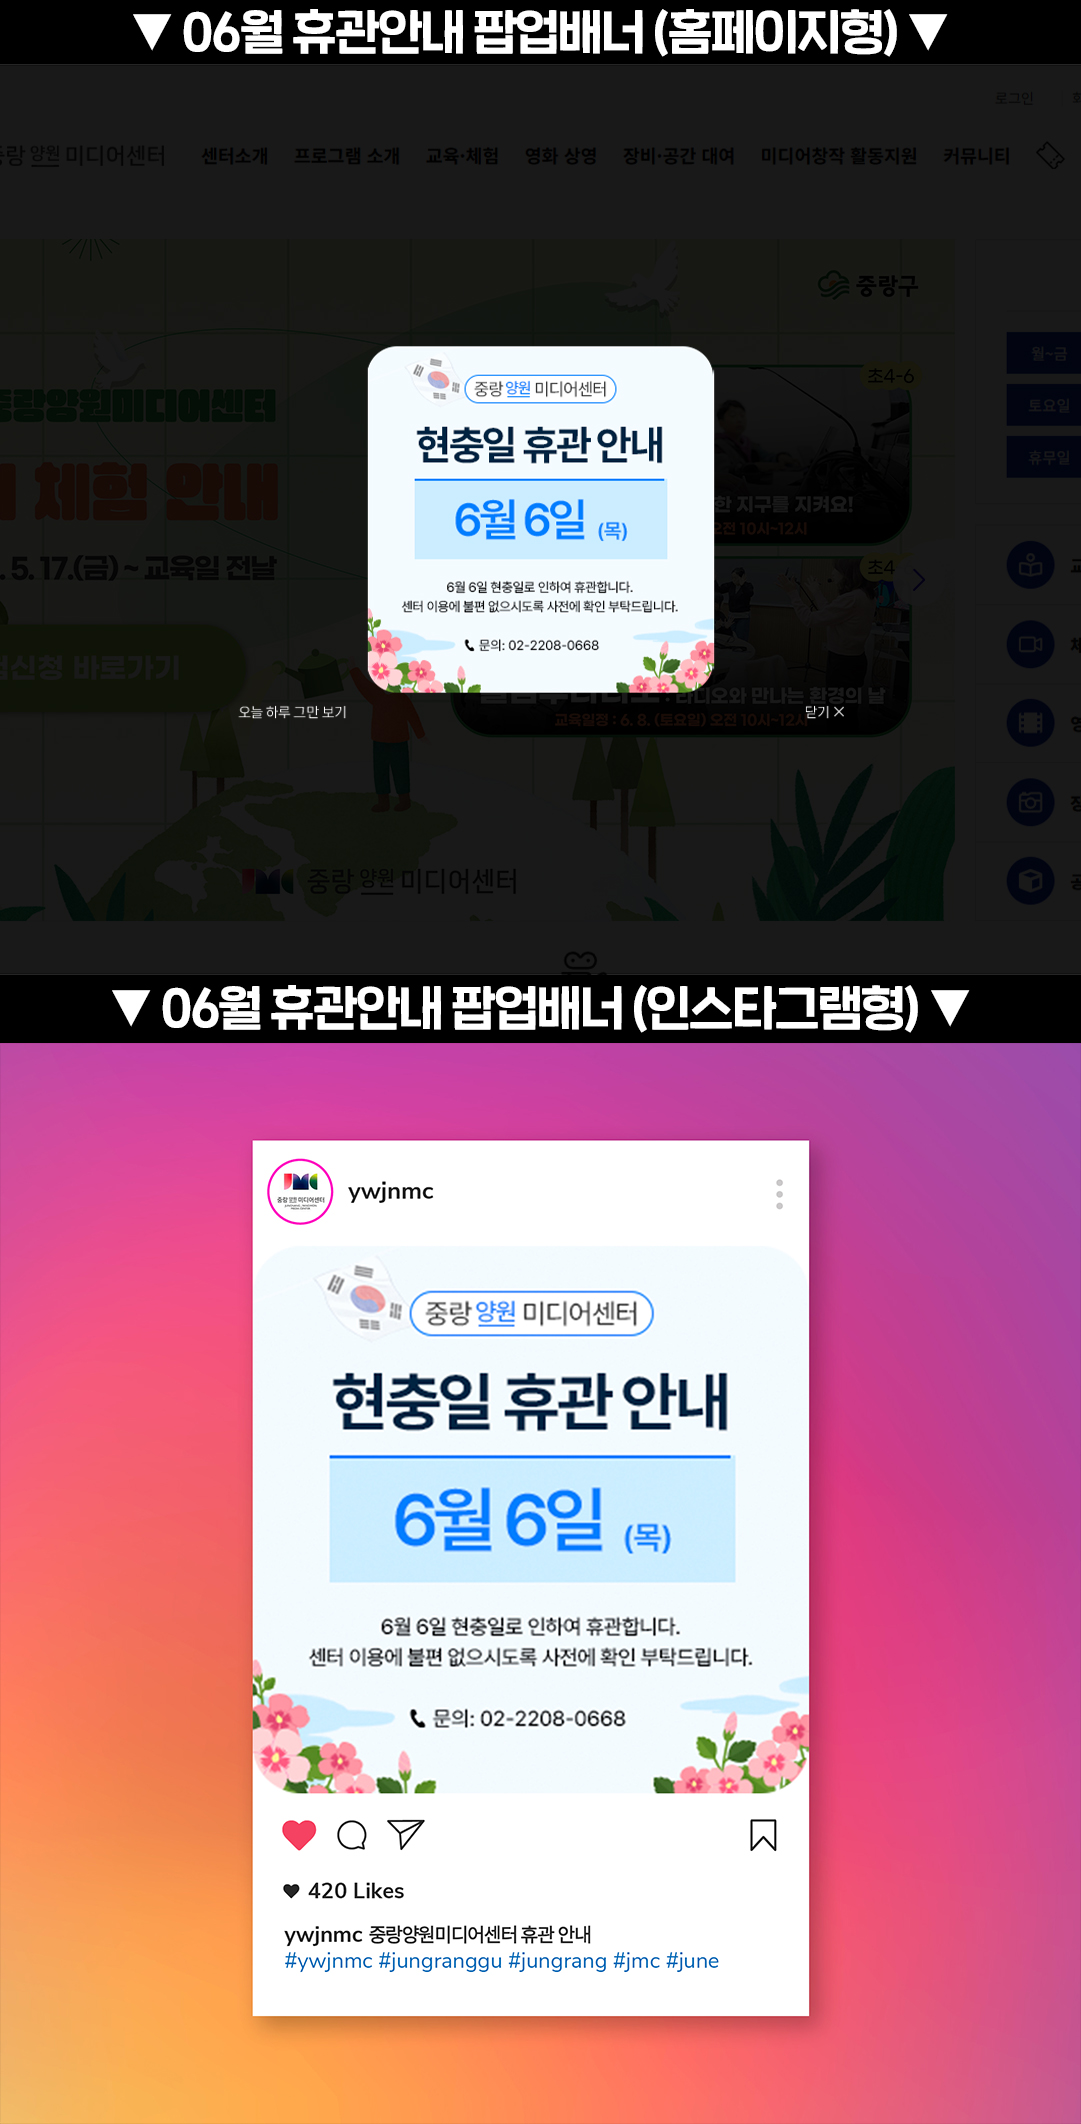 ▼ 06월 휴관안내 팝업배너 (홈페이지형) ▼
로그인
중랑 양원 미디어센터 센터소개 프로그램 소개 교육·체험 영화 상영 장비·공간 대여 미디어창작 활동지원 커뮤니티
중랑구
월~금
토요일
휴무일
초4-6
중랑양원미디어센터
체험 안내
. 5. 17.(금) ~ 교육일 전날
신청 바로가기
한 지구를 지켜요!
오전 10시~12시
초4
라디오와 만나는 환경의 날
교육일정 : 6. 8. (토요일) 오전 10시~12시
중랑 양원 미디어센터
현충일 휴관 안내
6월 6일 (목)
6월 6일 현충일로 인하여 휴관합니다.
센터 이용에 불편 없으시도록 사전에 확인 부탁드립니다.
문의: 02-2208-0668
오늘 하루 그만 보기
닫기 ×
JMC 중랑 양원 미디어센터
▼ 06월 휴관안내 팝업배너 (인스타그램형) ▼
JMC
중랑 양원 미디어센터
ywjnmc
중랑 양원 미디어센터
현충일 휴관 안내
6월 6일 (목)
6월 6일 현충일로 인하여 휴관합니다.
센터 이용에 불편 없으시도록 사전에 확인 부탁드립니다.
문의: 02-2208-0668
420 Likes
ywjnmc 중랑양원미디어센터 휴관 안내
#ywjnmc #jungranggu #jungrang #jmc #june